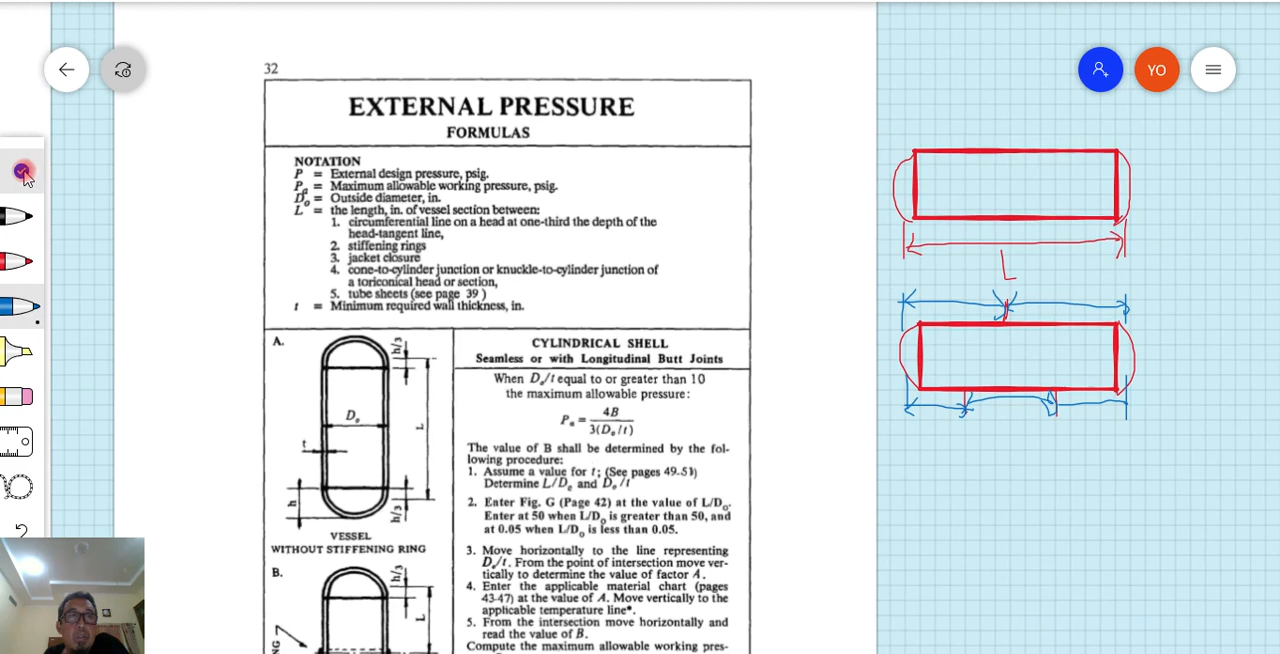 32
EXTERNAL PRESSURE
FORMULAS
NOTATION
P = External design pressure, psig.
Pa = Maximum allowable working pressure, psig.
Do = Outside diameter, in.
L = the length, in. of vessel section between:
1. circumferential line on a head at one-third the depth of the
head-tangent line,
2. stiffening rings
3. jacket closure
4. cone-to-cylinder junction or knuckle-to-cylinder junction of
a toriconical head or section,
5. tube sheets (see page 39 )
t = Minimum required wall thickness, in.
A.
h/3
Do
L
t
h
h/3
VESSEL
WITHOUT STIFFENING RING
B.
h/3
L
CYLINDRICAL SHELL
Seamless or with Longitudinal Butt Joints
When Do/t equal to or greater than 10
the maximum allowable pressure:
Pa = 4B / 3(Do/t)
The value of B shall be determined by the fol-
lowing procedure:
1. Assume a value for t; (See pages 49-51)
Determine L/Do and Do/t
2. Enter Fig. G (Page 42) at the value of L/Do.
Enter at 50 when L/Do is greater than 50, and
at 0.05 when L/Do is less than 0.05.
3. Move horizontally to the line representing
Do/t. From the point of intersection move ver-
tically to determine the value of factor A.
4. Enter the applicable material chart (pages
43-47) at the value of A. Move vertically to the
applicable temperature line*.
5. From the intersection move horizontally and
read the value of B.
Compute the maximum allowable working pres-
YO
L